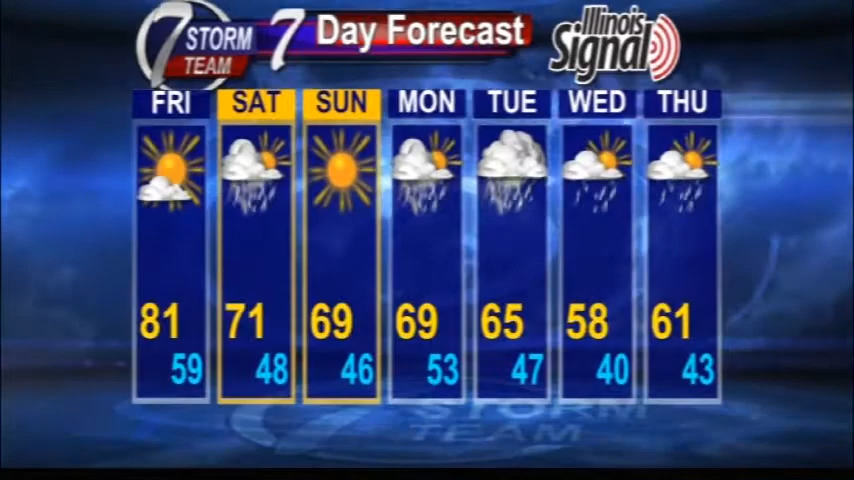 7 STORM TEAM
7 Day Forecast
Illinois Signal
FRI SAT SUN MON TUE WED THU
81 71 69 69 65 58 61
59 48 46 53 47 40 43
7 STORM TEAM